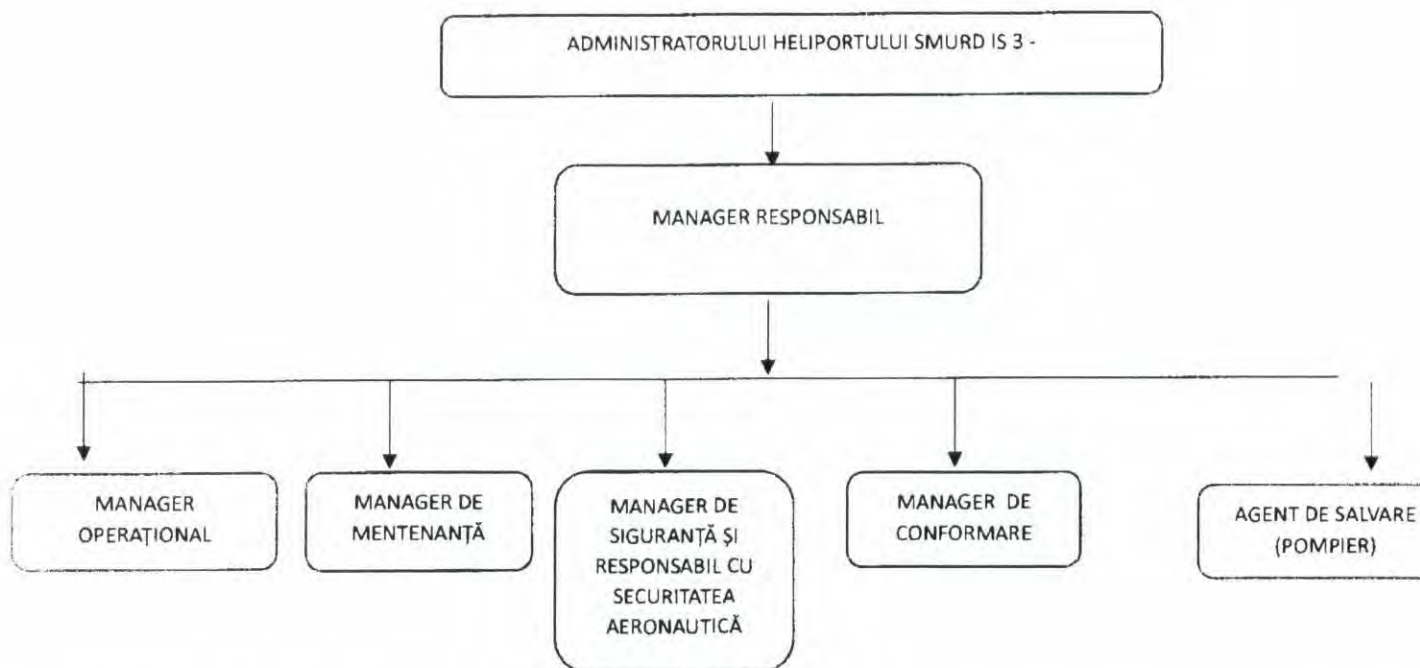 ADMINISTRATORULUI HELIPORTULUI SMURD IS 3 -
MANAGER RESPONSABIL
MANAGER
OPERAȚIONAL
MANAGER DE
MENTENANȚĂ
MANAGER DE
SIGURANȚĂ ȘI
RESPONSABIL CU
SECURITATEA
AERONAUTICĂ
MANAGER DE
CONFORMARE
AGENT DE SALVARE
(POMPIER)